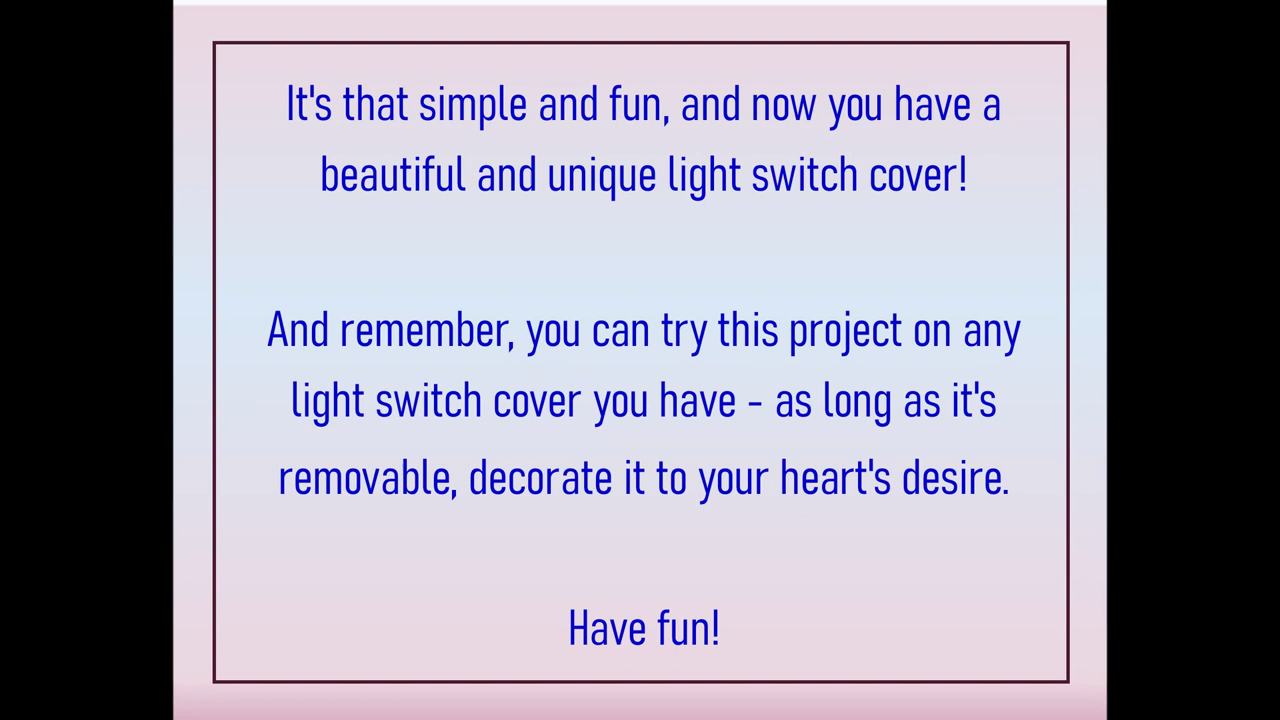 It's that simple and fun, and now you have a
beautiful and unique light switch cover!
And remember, you can try this project on any
light switch cover you have - as long as it's
removable, decorate it to your heart's desire.
Have fun!